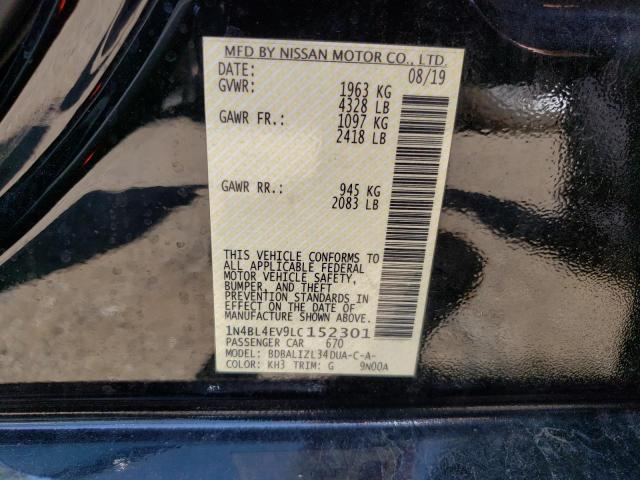 MFD BY NISSAN MOTOR CO., LTD.
DATE: 08/19
GVWR: 1963 KG
4328 LB
GAWR FR.: 1097 KG
2418 LB
GAWR RR.: 945 KG
2083 LB
THIS VEHICLE CONFORMS TO
ALL APPLICABLE FEDERAL
MOTOR VEHICLE SAFETY,
BUMPER, AND THEFT
PREVENTION STANDARDS IN
EFFECT ON THE DATE OF
MANUFACTURE SHOWN ABOVE.
1N4BL4EV9LC152301
PASSENGER CAR 670
MODEL: BDBALIZL34DUA-C-A-
COLOR: KH3 TRIM: G 9N00A